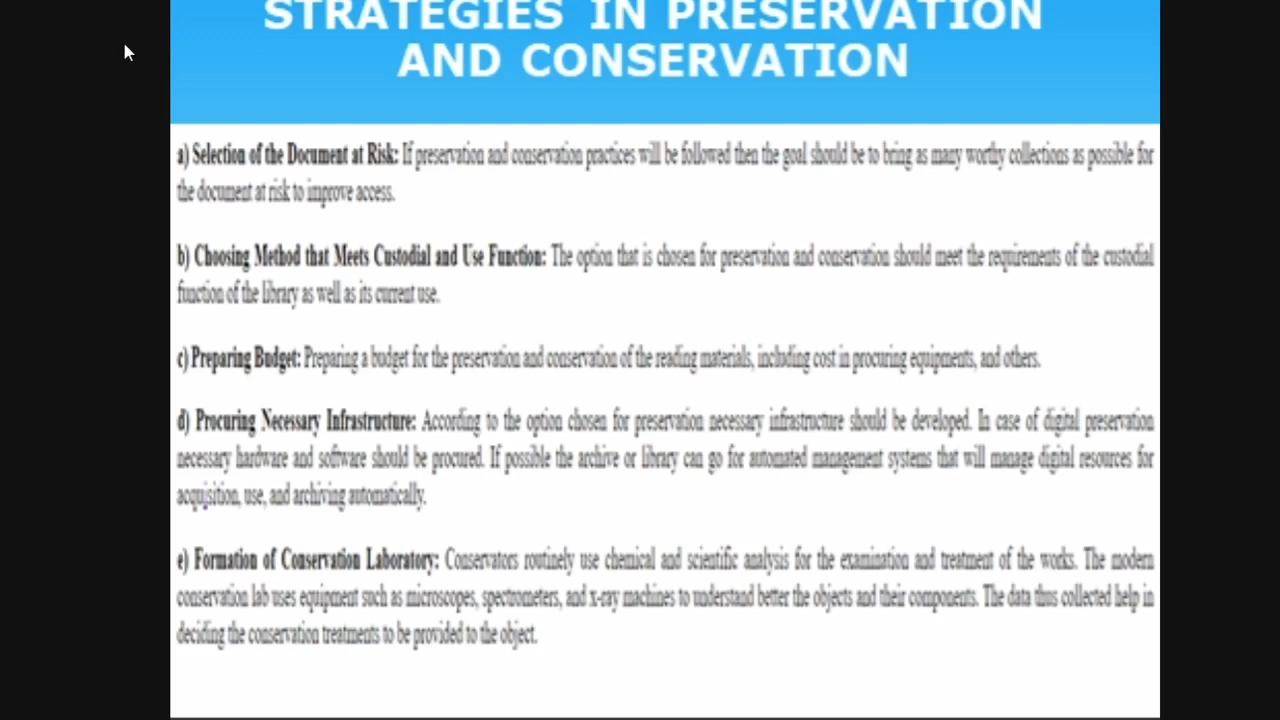 STRATEGIES IN PRESERVATION
AND CONSERVATION
a) Selection of the Document at Risk: If preservation and conservation practices will be followed then the goal should be to bring as many worthy collections as possible for
the document at risk to improve access.
b) Choosing Method that Meets Custodial and Use Function: The option that is chosen for preservation and conservation should meet the requirements of the custodial
function of the library as well as its current use.
c) Preparing Budget: Preparing a budget for the preservation and conservation of the reading materials, including cost in procuring equipments, and others.
d) Procuring Necessary Infrastructure: According to the option chosen for preservation necessary infrastructure should be developed. In case of digital preservation
necessary hardware and software should be procured. If possible the archive or library can go for automated management systems that will manage digital resources for
acquisition, use, and archiving automatically.
e) Formation of Conservation Laboratory: Conservators routinely use chemical and scientific analysis for the examination and treatment of the works. The modern
conservation lab uses equipment such as microscopes, spectrometers, and x-ray machines to understand better the objects and their components. The data thus collected help in
deciding the conservation treatments to be provided to the object.